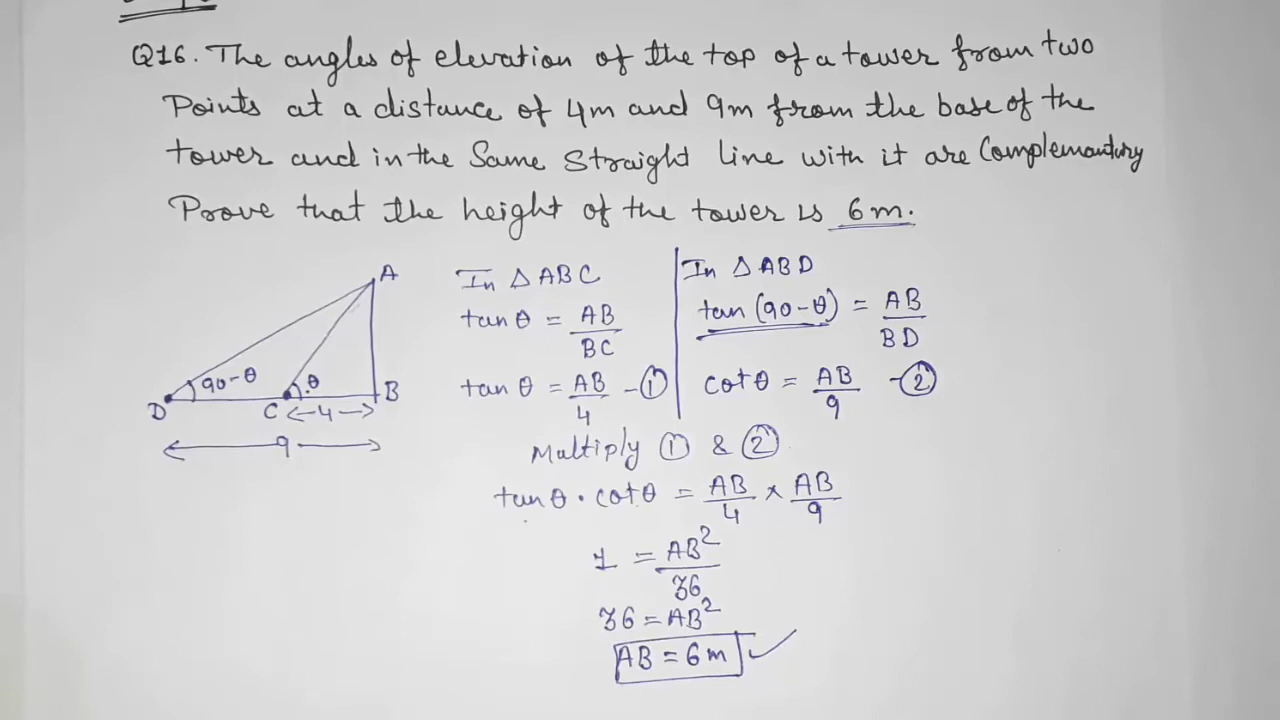 Q16. The angles of elevation of the top of a tower from two
Points at a distance of 4m and 9m from the base of the
tower and in the Same Straight line with it are Complementary
Prove that the height of the tower is 6m.
A
90-θ
θ
D
C
←4→
B
9
In △ABC
tan θ = AB/BC
tan θ = AB/4 - ①
In △ABD
tan (90-θ) = AB/BD
cot θ = AB/9 - ②
Multiply ① & ②
tan θ . cot θ = AB/4 × AB/9
1 = AB²/36
36 = AB²
AB = 6m ✓